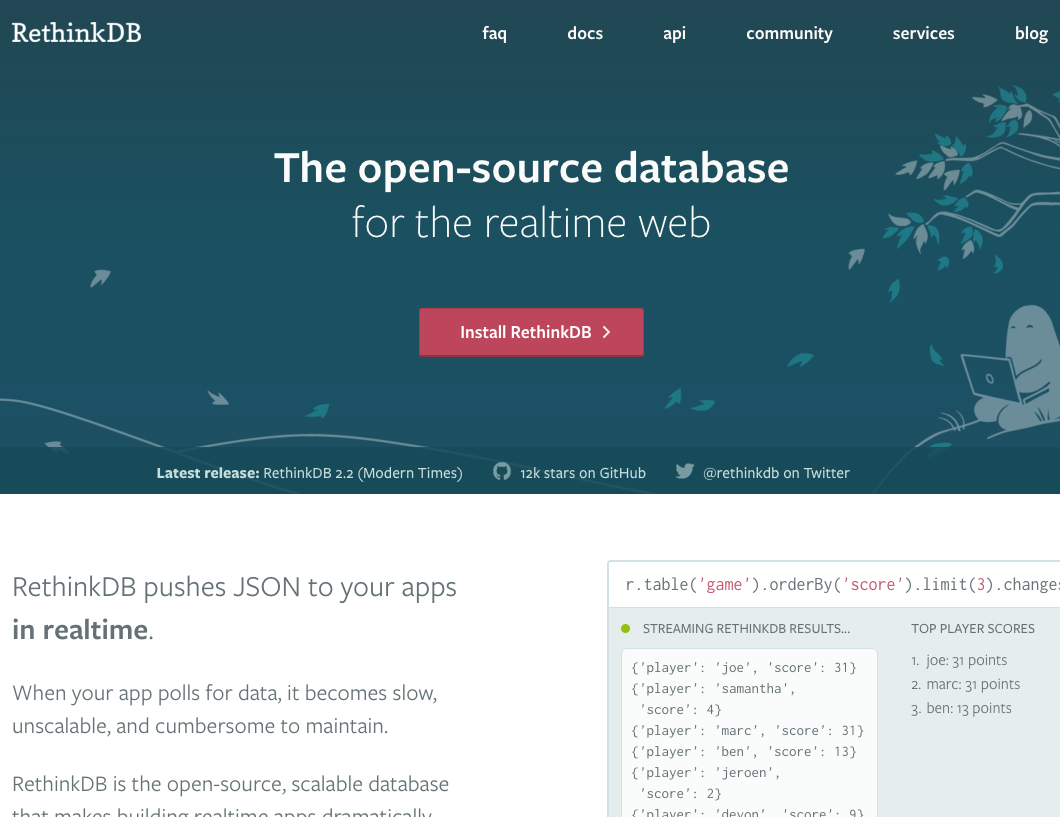 RethinkDB
faq docs api community services blog
The open-source database
for the realtime web
Install RethinkDB
Latest release: RethinkDB 2.2 (Modern Times) 12k stars on GitHub @rethinkdb on Twitter
RethinkDB pushes JSON to your apps
in realtime.
When your app polls for data, it becomes slow,
unscalable, and cumbersome to maintain.
RethinkDB is the open-source, scalable database
that makes building realtime apps dramatically
r.table('game').orderBy('score').limit(3).changes
STREAMING RETHINKDB RESULTS...
{'player': 'joe', 'score': 31}
{'player': 'samantha',
'score': 4}
{'player': 'marc', 'score': 31}
{'player': 'ben', 'score': 13}
{'player': 'jeroen',
'score': 2}
{'player': 'devon', 'score': 9}
TOP PLAYER SCORES
1. joe: 31 points
2. marc: 31 points
3. ben: 13 points